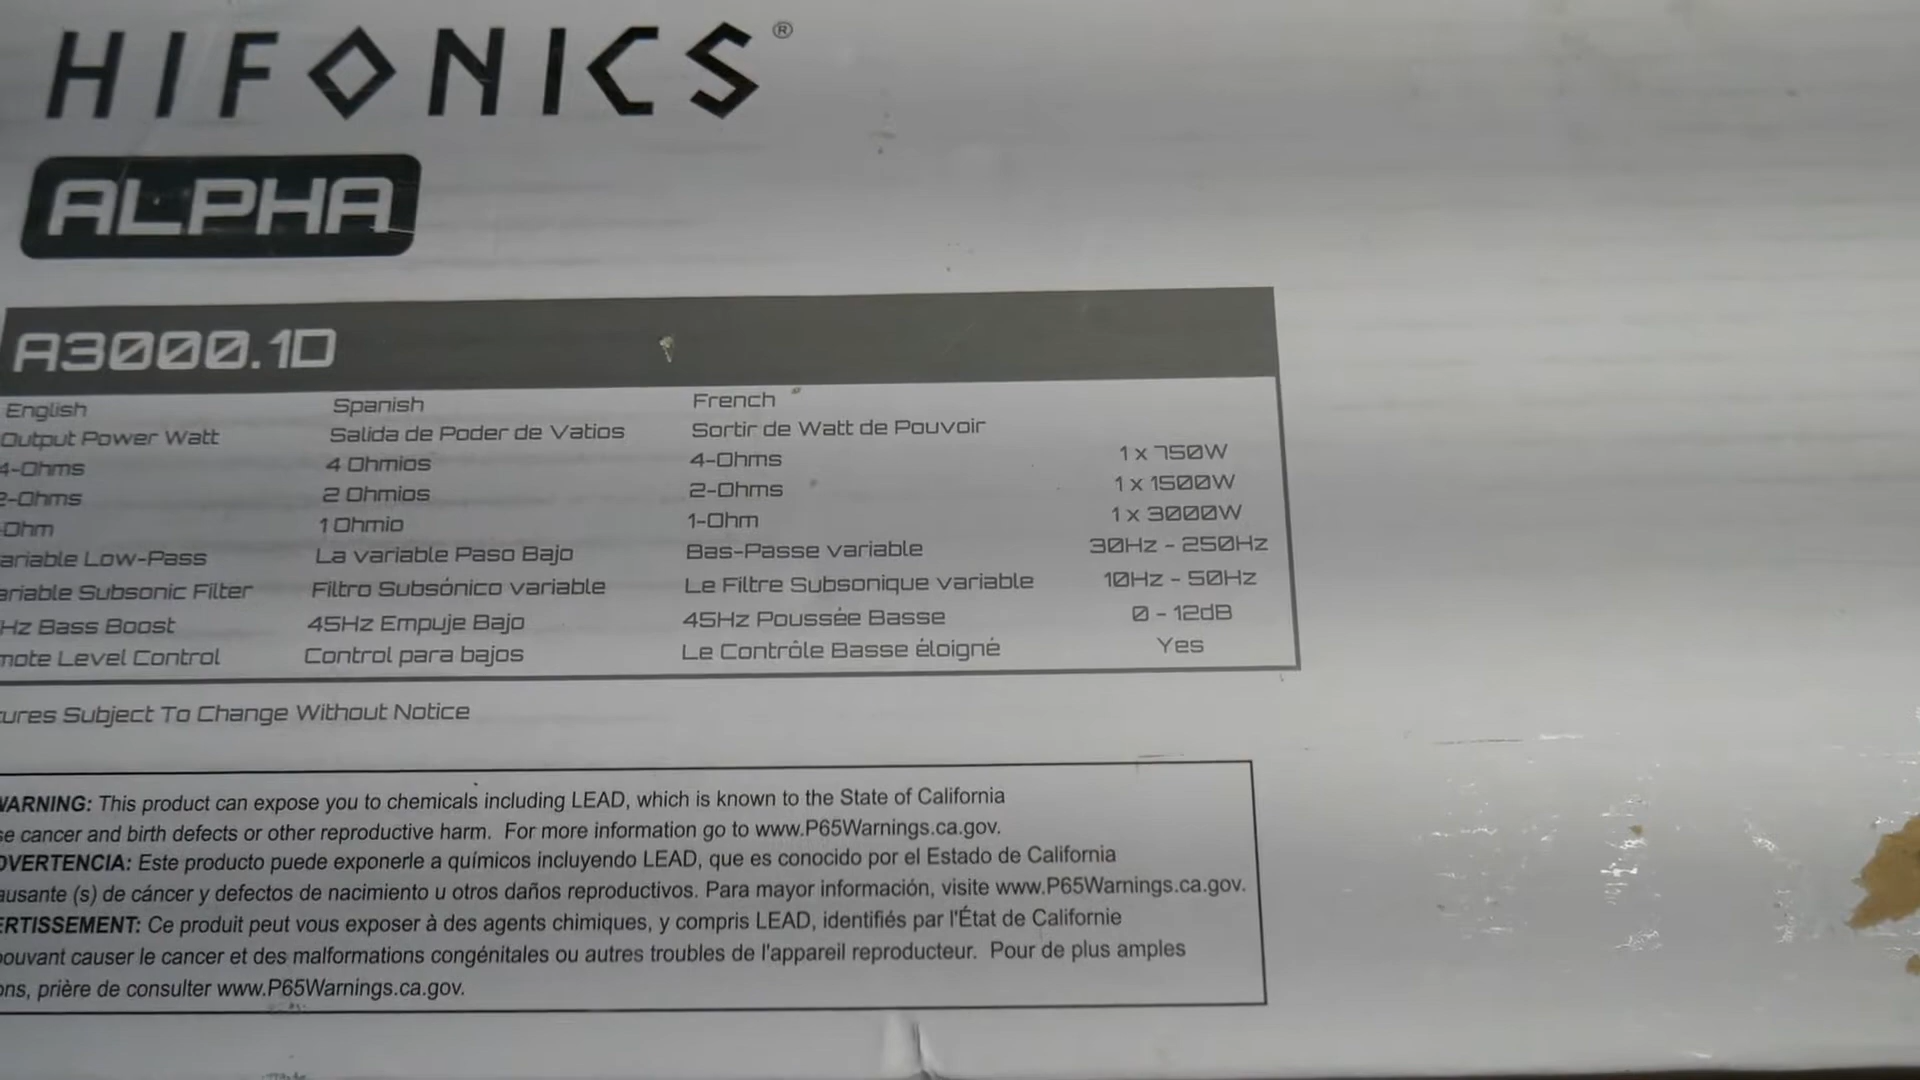 HIFONICS®
ALPHA
A3000.1D
English Spanish French
Output Power Watt Salida de Poder de Vatios Sortir de Watt de Pouvoir
4-Ohms 4 Ohmios 4-Ohms 1 x 750W
2-Ohms 2 Ohmios 2-Ohms 1 x 1500W
Ohm 1 Ohmio 1-Ohm 1 x 3000W
ariable Low-Pass La variable Paso Bajo Bas-Passe variable 30Hz - 250Hz
ariable Subsonic Filter Filtro Subsónico variable Le Filtre Subsonique variable 10Hz - 50Hz
Hz Bass Boost 45Hz Empuje Bajo 45Hz Poussée Basse 0 - 12dB
mote Level Control Control para bajos Le Contrôle Basse éloigné Yes
tures Subject To Change Without Notice
WARNING: This product can expose you to chemicals including LEAD, which is known to the State of California
se cancer and birth defects or other reproductive harm. For more information go to www.P65Warnings.ca.gov.
DVERTENCIA: Este producto puede exponerle a químicos incluyendo LEAD, que es conocido por el Estado de California
ausante (s) de cáncer y defectos de nacimiento u otros daños reproductivos. Para mayor información, visite www.P65Warnings.ca.gov.
ERTISSEMENT: Ce produit peut vous exposer à des agents chimiques, y compris LEAD, identifiés par l'État de Californie
pouvant causer le cancer et des malformations congénitales ou autres troubles de l'appareil reproducteur. Pour de plus amples
ons, prière de consulter www.P65Warnings.ca.gov.